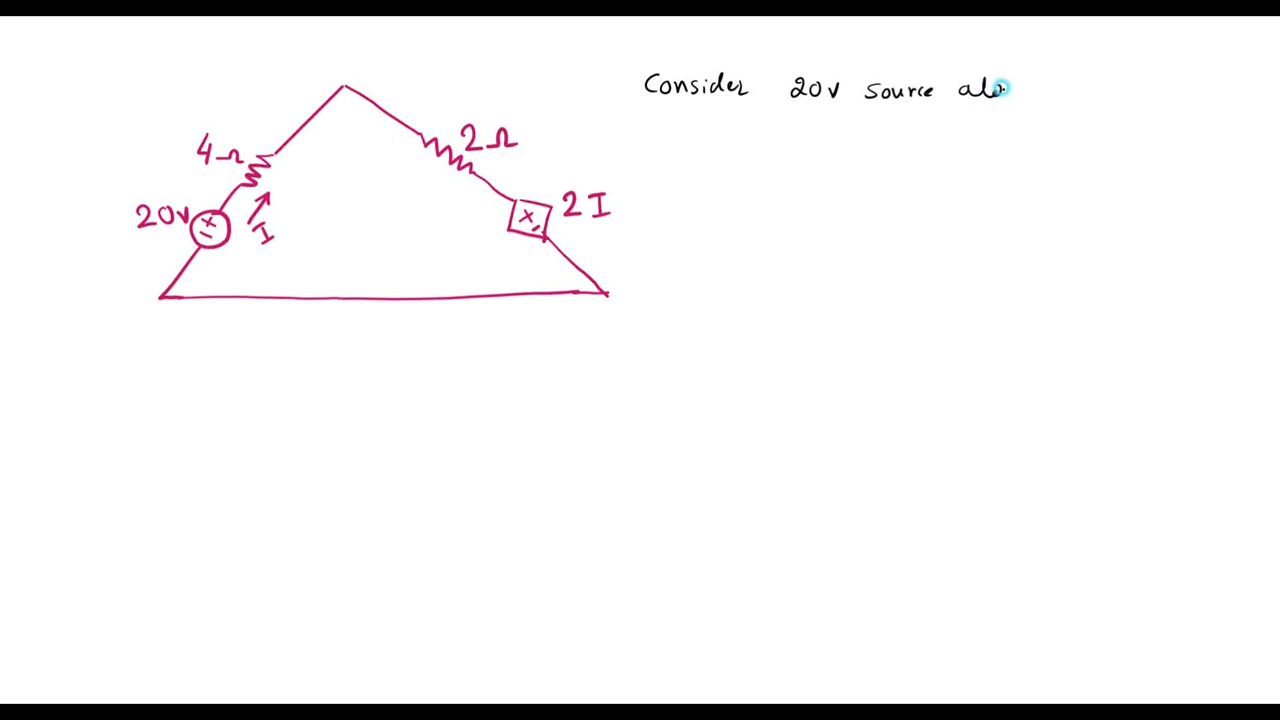 Consider 20v source alo
4Ω
2Ω
20v
I
2I